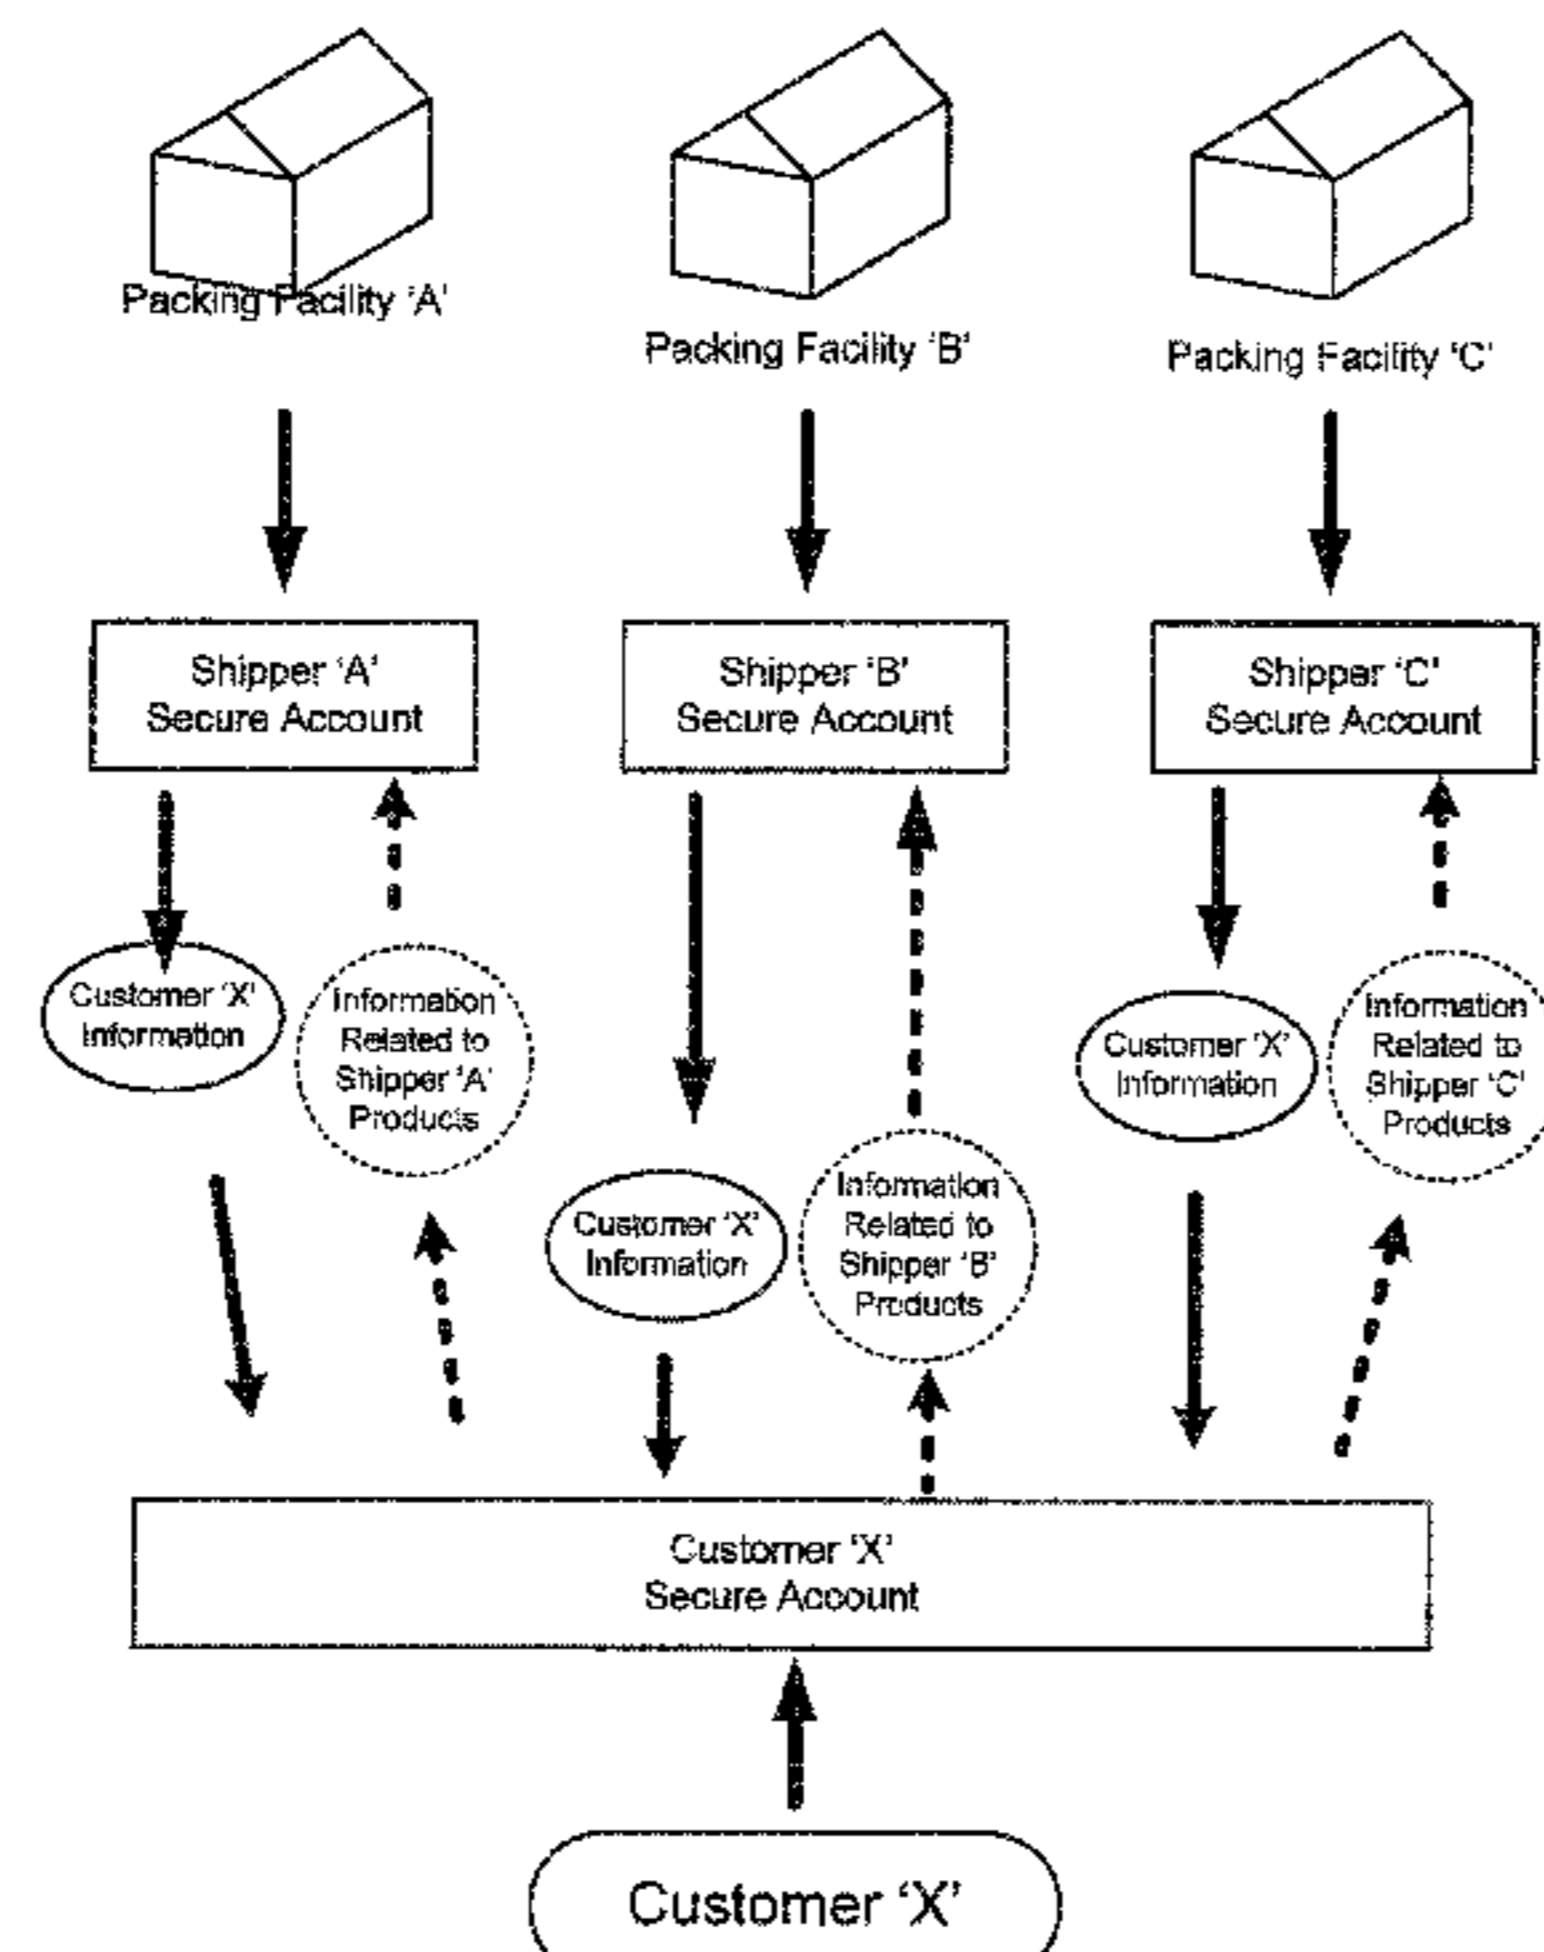 Packing Facility 'A'
Packing Facility 'B'
Packing Facility 'C'
Shipper 'A'
Secure Account
Shipper 'B'
Secure Account
Shipper 'C'
Secure Account
Customer 'X'
Information
Information
Related to
Shipper 'A'
Products
Customer 'X'
Information
Information
Related to
Shipper 'B'
Products
Customer 'X'
Information
Information
Related to
Shipper 'C'
Products
Customer 'X'
Secure Account
Customer 'X'